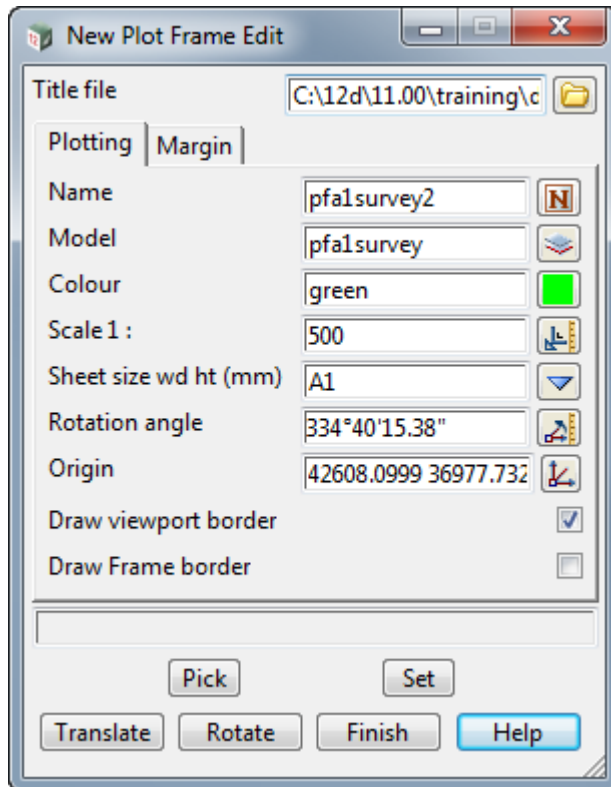 New Plot Frame Edit
Title file C:\12d\11.00\training\c
Plotting Margin
Name pfa1survey2 N
Model pfa1survey
Colour green
Scale 1 : 500
Sheet size wd ht (mm) A1
Rotation angle 334°40'15.38"
Origin 42608.0999 36977.732
Draw viewport border
Draw Frame border
Pick Set
Translate Rotate Finish Help